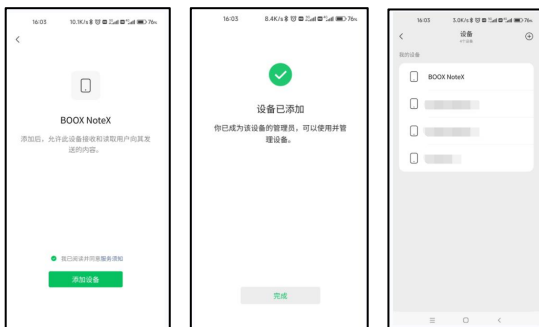 16:03 10.1K/s 76%
BOOX NoteX
添加后，允许此设备接收和读取用户向其发
送的内容。
我已阅读并同意服务须知
添加设备
16:03 8.4K/s 76%
设备已添加
你已成为该设备的管理员，可以使用并管
理设备。
完成
16:03 3.0K/s 76%
设备
我的设备
BOOX NoteX